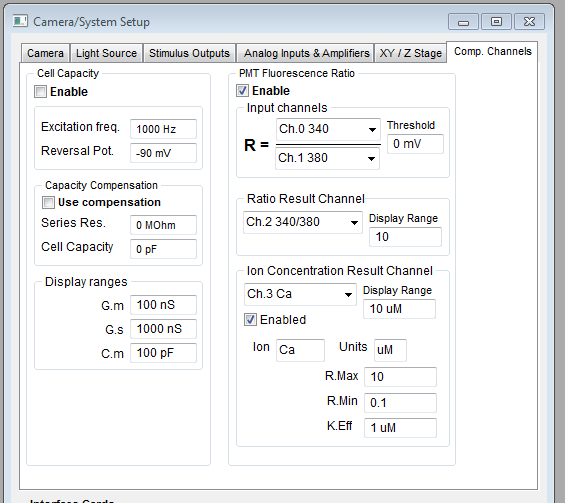 Camera/System Setup
Camera Light Source Stimulus Outputs Analog Inputs & Amplifiers XY / Z Stage Comp. Channels
Cell Capacity
Enable
Excitation freq. 1000 Hz
Reversal Pot. -90 mV
Capacity Compensation
Use compensation
Series Res. 0 MOhm
Cell Capacity 0 pF
Display ranges
G.m 100 nS
G.s 1000 nS
C.m 100 pF
PMT Fluorescence Ratio
Enable
Input channels
Ch.0 340
Threshold
R =
0 mV
Ch.1 380
Ratio Result Channel
Ch.2 340/380
Display Range
10
Ion Concentration Result Channel
Ch.3 Ca
Display Range
10 uM
Enabled
Ion Ca Units uM
R.Max 10
R.Min 0.1
K.Eff 1 uM
Interface Cards